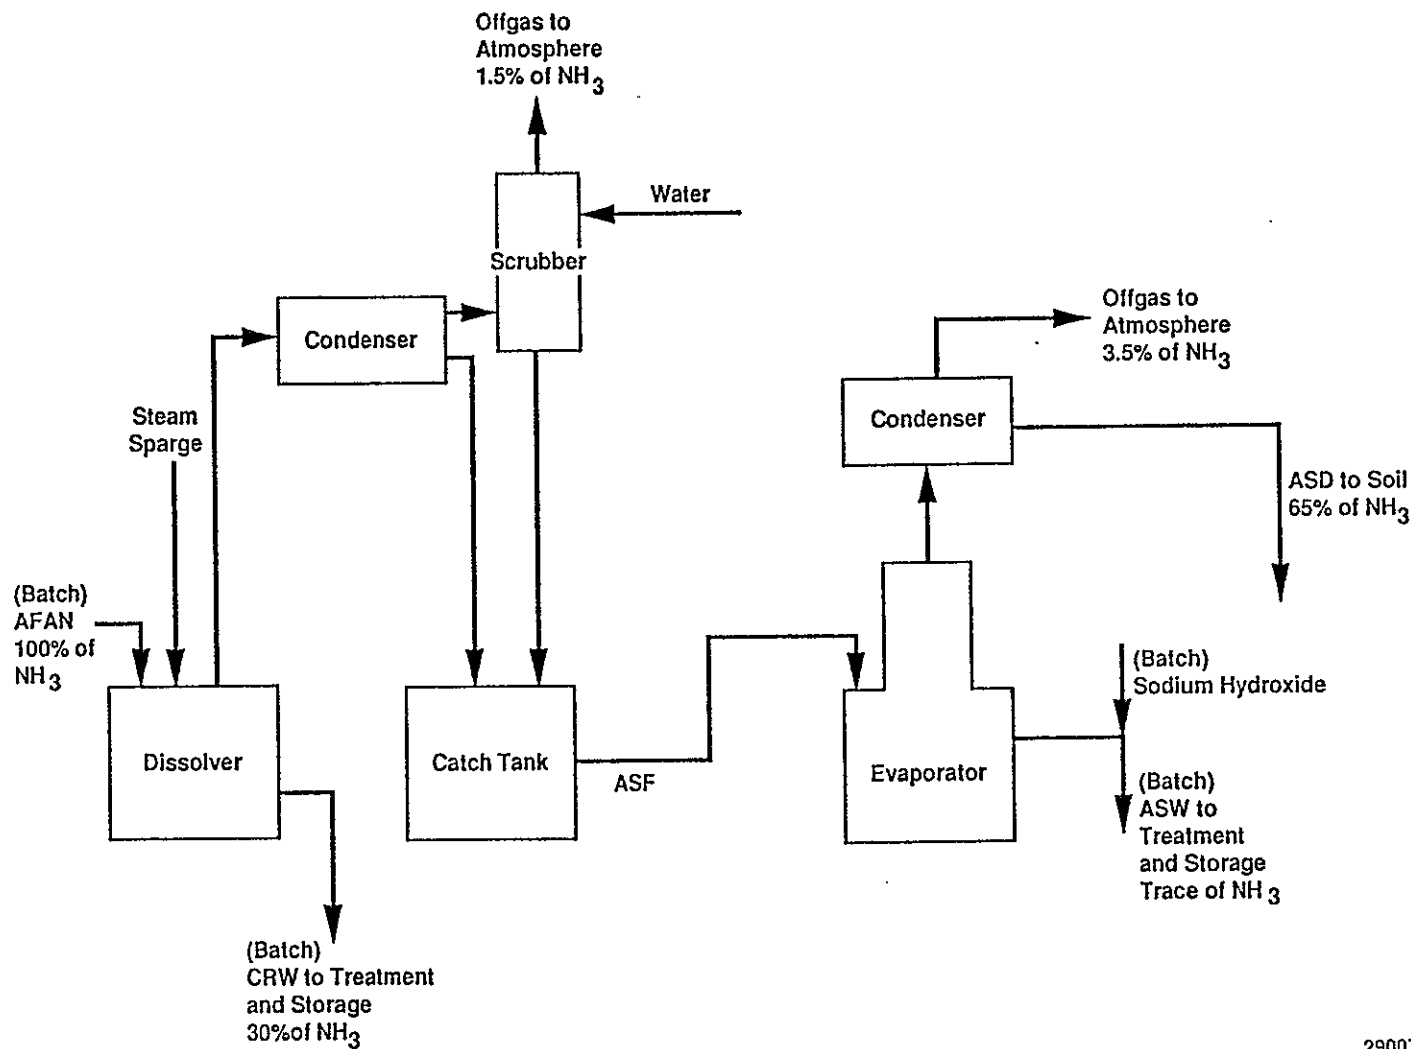 Offgas to
Atmosphere
1.5% of NH3
Water
Scrubber
Condenser
Offgas to
Atmosphere
3.5% of NH3
Condenser
Steam
Sparge
ASD to Soil
65% of NH3
(Batch)
AFAN
100% of
NH3
(Batch)
Sodium Hydroxide
Dissolver
Catch Tank
ASF
Evaporator
(Batch)
ASW to
Treatment
and Storage
Trace of NH3
(Batch)
CRW to Treatment
and Storage
30%of NH3